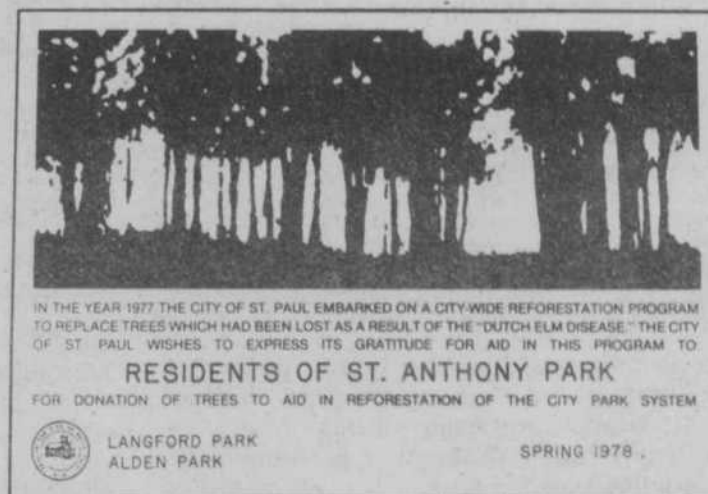 IN THE YEAR 1977 THE CITY OF ST. PAUL EMBARKED ON A CITY-WIDE REFORESTATION PROGRAM
TO REPLACE TREES WHICH HAD BEEN LOST AS A RESULT OF THE "DUTCH ELM DISEASE." THE CITY
OF ST. PAUL WISHES TO EXPRESS ITS GRATITUDE FOR AID IN THIS PROGRAM TO
RESIDENTS OF ST. ANTHONY PARK
FOR DONATION OF TREES TO AID IN REFORESTATION OF THE CITY PARK SYSTEM
LANGFORD PARK
ALDEN PARK
SPRING 1978.